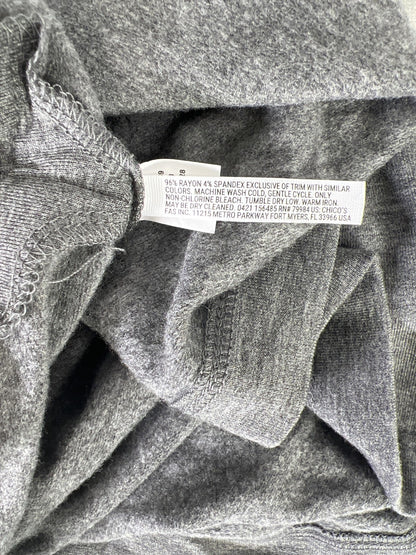 96% RAYON 4% SPANDEX EXCLUSIVE OF TRIM WITH SIMILAR
COLORS. MACHINE WASH COLD, GENTLE CYCLE. ONLY
NON CHLORINE BLEACH. TUMBLE DRY LOW. WARM IRON.
MAY BE DRY CLEANED. 0421 156485 RN# 79984 US: CHICO'S
FAS INC. 11215 METRO PARKWAY FORT MYERS, FL 33966 USA